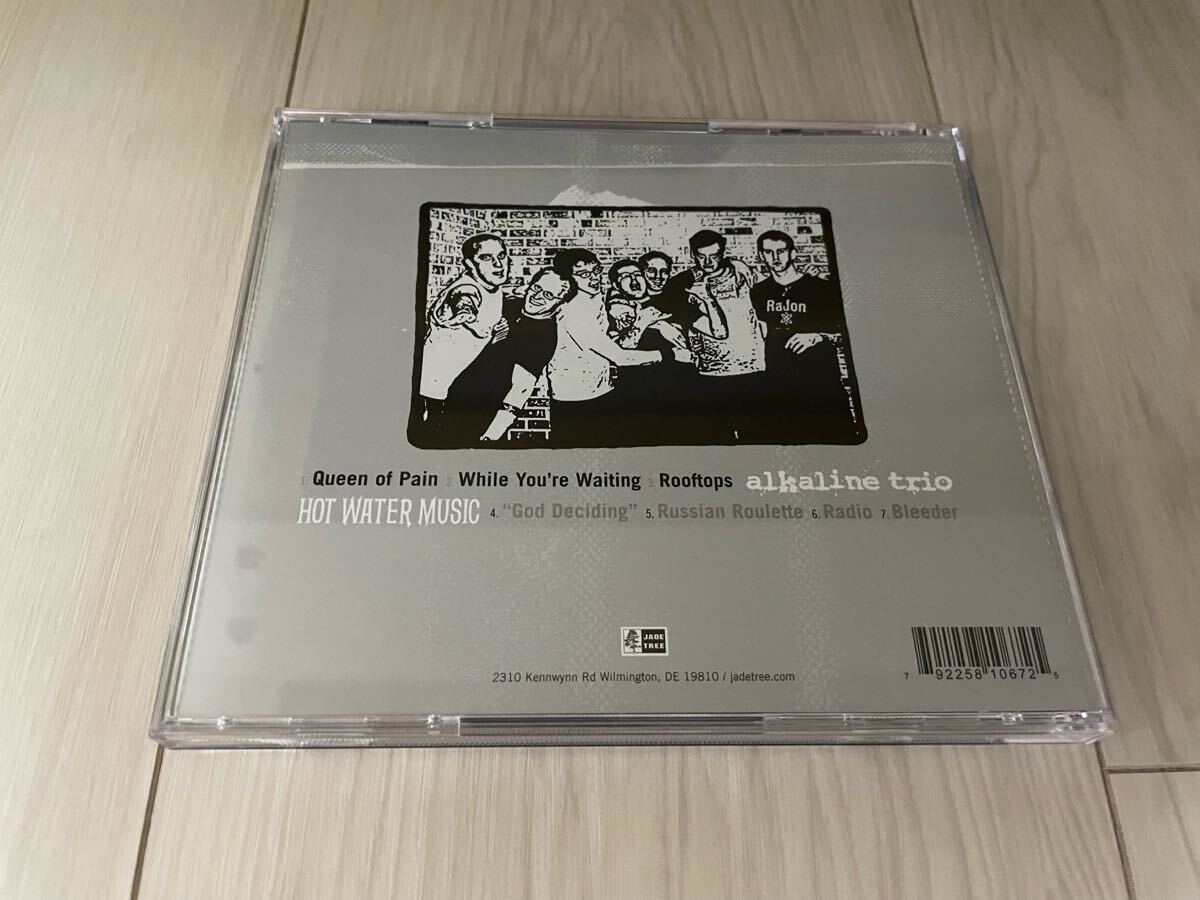 RaJon
1. Queen of Pain 2. While You're Waiting 3. Rooftops alkaline trio
HOT WATER MUSIC 4. "God Deciding" 5. Russian Roulette 6. Radio 7. Bleeder
JADE
TREE
2310 Kennwynn Rd Wilmington, DE 19810 / jadetree.com
7 92258 10672 5